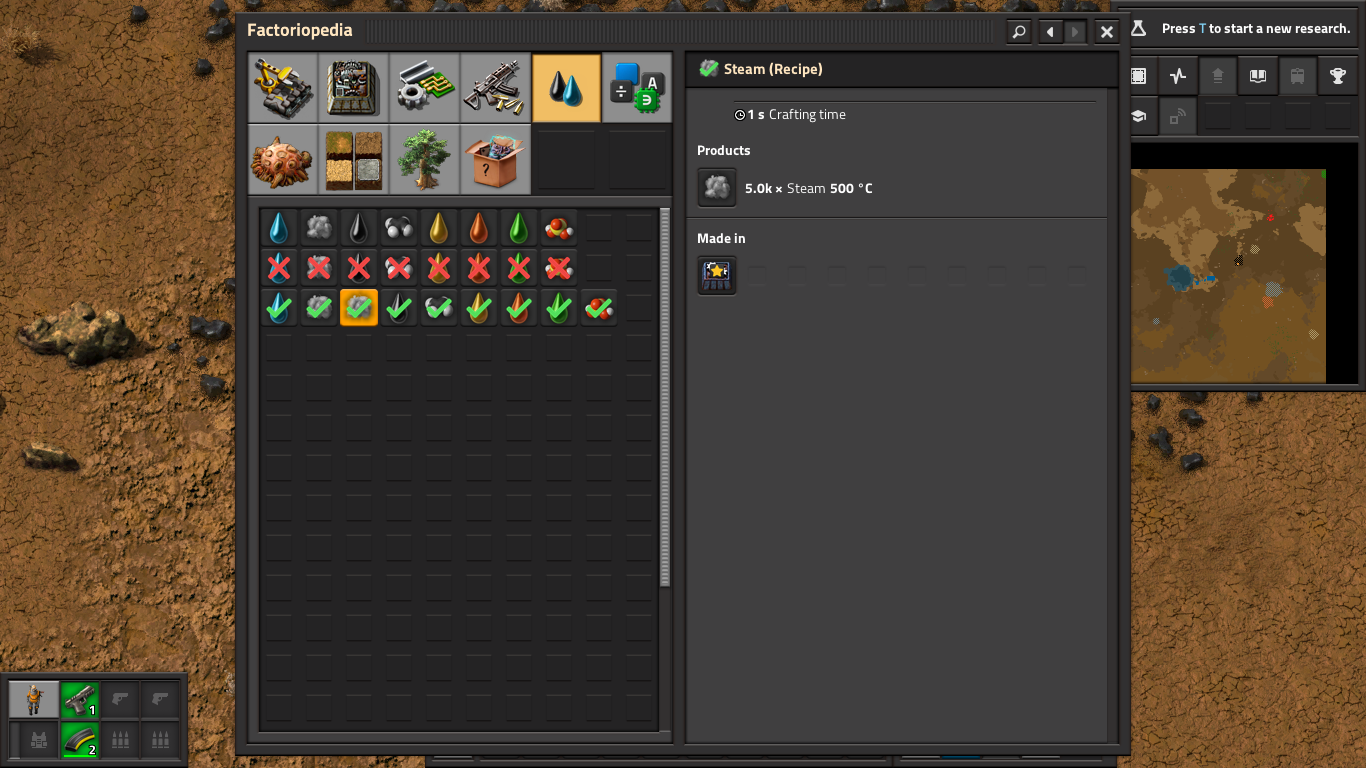 Factoriopedia
Press T to start a new research.
Steam (Recipe)
1 s Crafting time
Products
5.0k × Steam 500 °C
Made in
A
÷
?
1
2